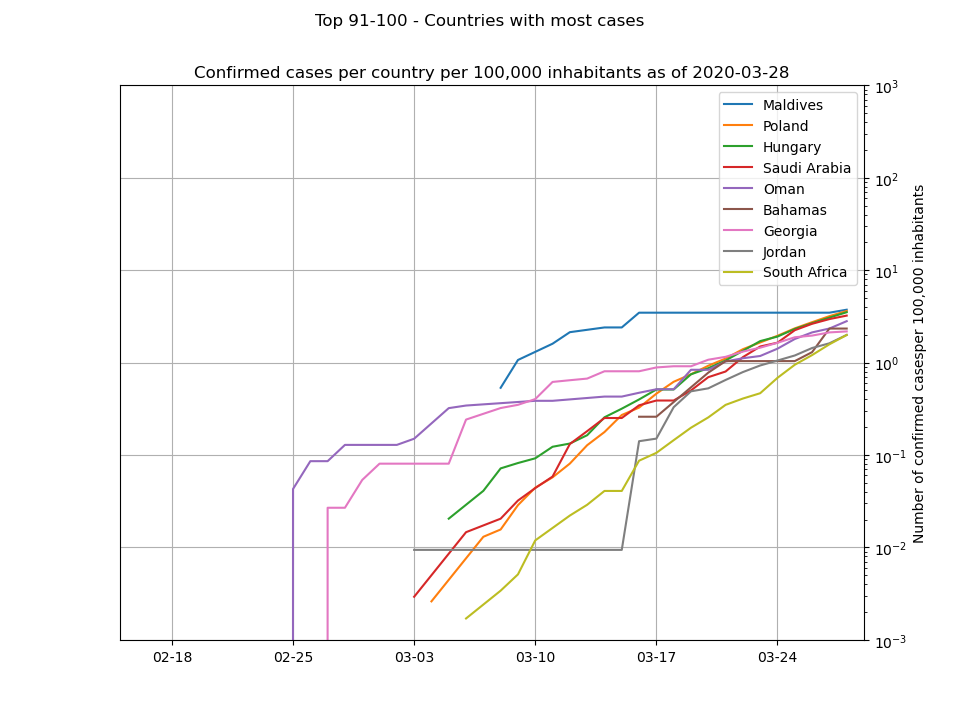 Top 91-100 - Countries with most cases
Confirmed cases per country per 100,000 inhabitants as of 2020-03-28
Maldives
Poland
Hungary
Saudi Arabia
Oman
Bahamas
Georgia
Jordan
South Africa
10³
10²
10¹
10⁰
10⁻¹
10⁻²
10⁻³
Number of confirmed casesper 100,000 inhabitants
02-18
02-25
03-03
03-10
03-17
03-24